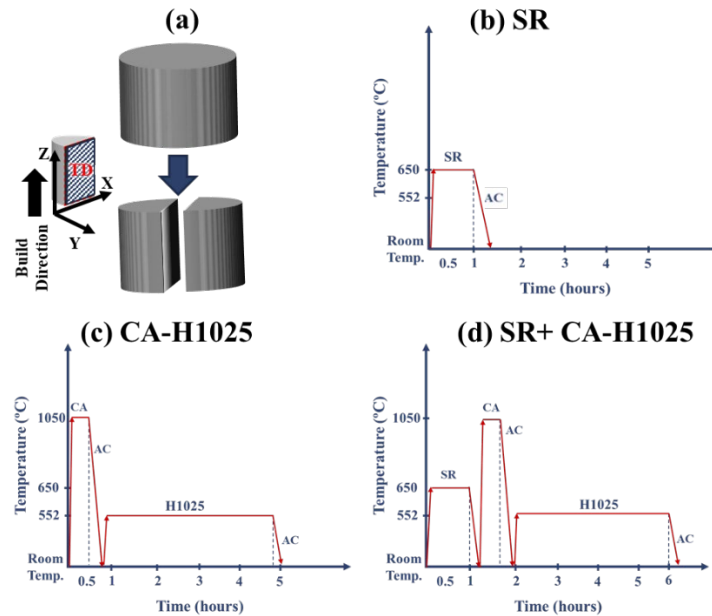 (a)
Z
TD
X
Y
Build
Direction
(b) SR
Temperature (°C)
650
552
Room
Temp.
SR
AC
0.5 1 2 3 4 5
Time (hours)
(c) CA-H1025
Temperature (°C)
1050
650
552
Room
Temp.
CA
AC
H1025
AC
0.5 1 2 3 4 5
Time (hours)
(d) SR+ CA-H1025
Temperature (°C)
1050
650
552
Room
Temp.
SR
CA
AC
H1025
AC
0.5 1 2 3 4 5 6
Time (hours)